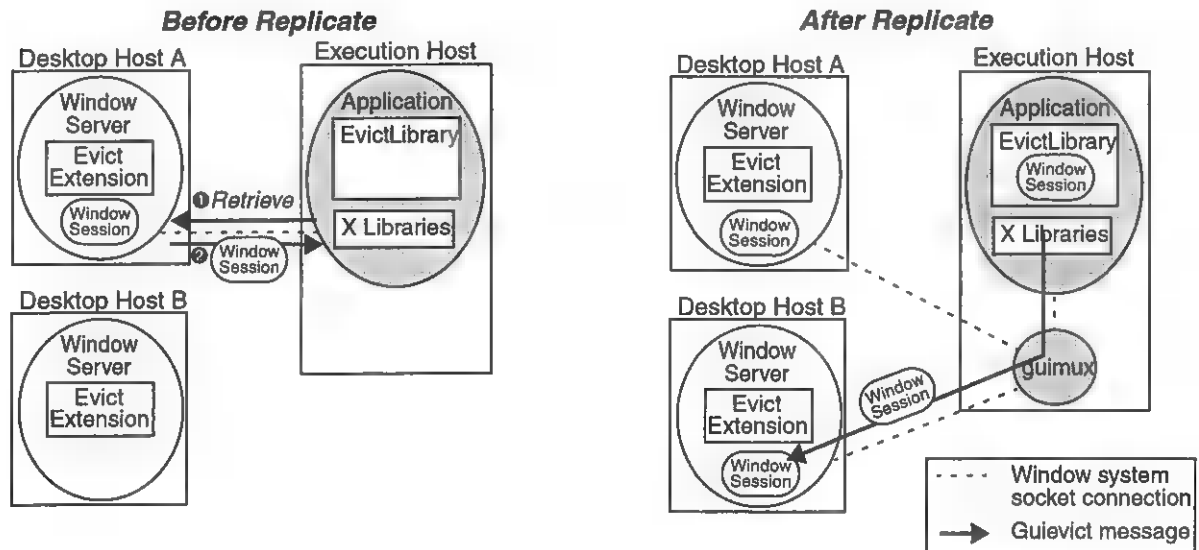 Before Replicate
Desktop Host A
Window
Server
Evict
Extension
Window
Session
Execution Host
Application
EvictLibrary
X Libraries
❶Retrieve
❷
Window
Session
Desktop Host B
Window
Server
Evict
Extension
After Replicate
Desktop Host A
Window
Server
Evict
Extension
Window
Session
Execution Host
Application
EvictLibrary
Window
Session
X Libraries
guimux
Desktop Host B
Window
Server
Evict
Extension
Window
Session
Window
Session
Window system
socket connection
Guievict message